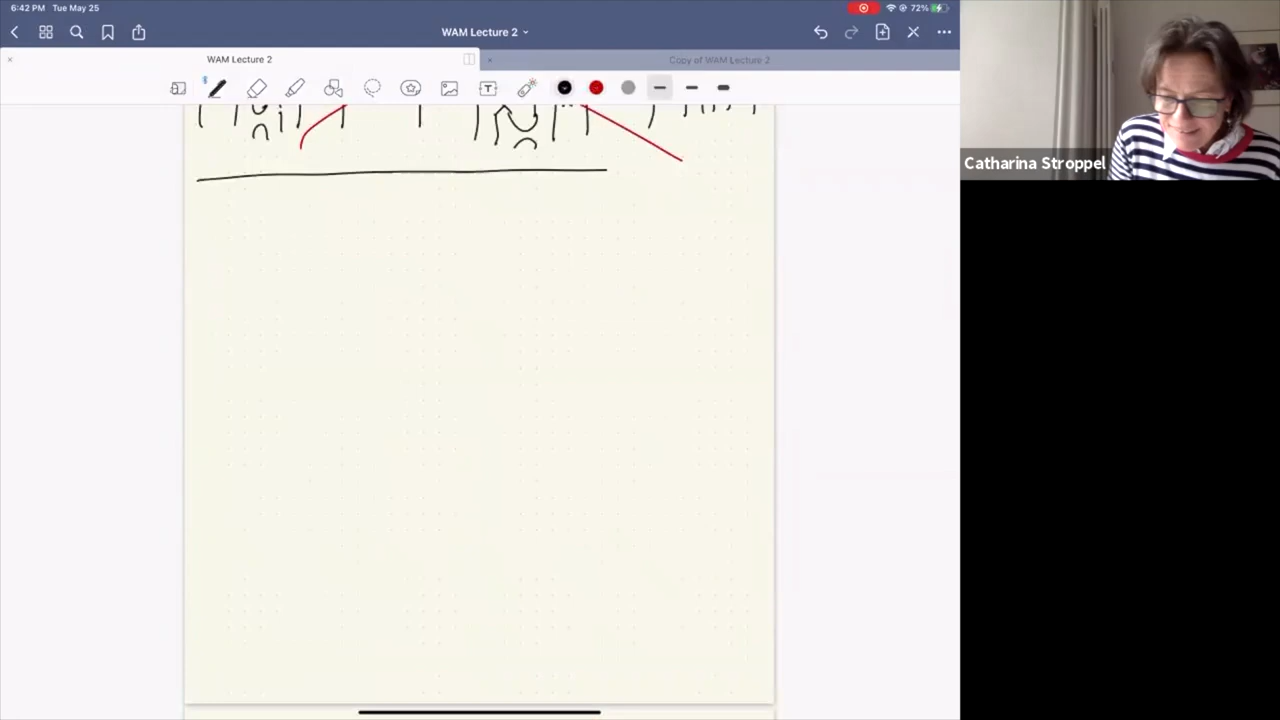 6:42 PM Tue May 25
72%
WAM Lecture 2
WAM Lecture 2
Copy of WAM Lecture 2
Catharina Stroppel